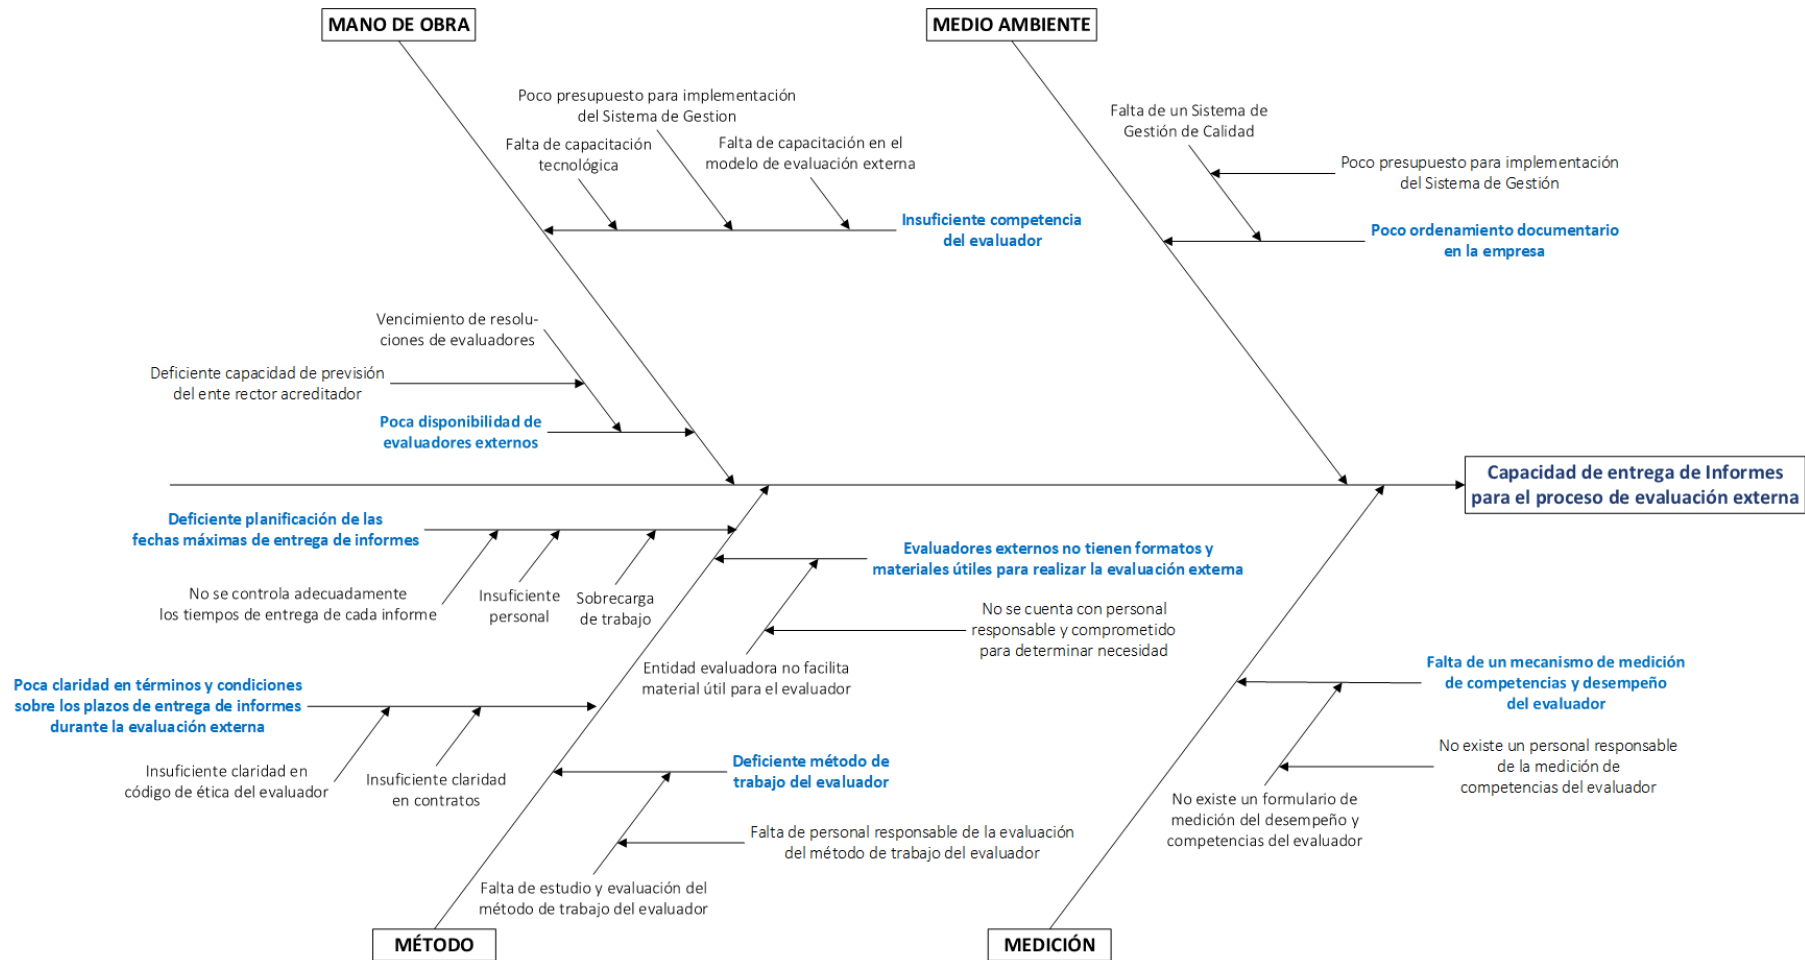 MANO DE OBRA
MEDIO AMBIENTE
Poco presupuesto para implementación
del Sistema de Gestion
Falta de capacitación
tecnológica
Falta de capacitación en el
modelo de evaluación externa
Insuficiente competencia
del evaluador
Falta de un Sistema de
Gestión de Calidad
Poco presupuesto para implementación
del Sistema de Gestión
Poco ordenamiento documentario
en la empresa
Vencimiento de resolu-
ciones de evaluadores
Deficiente capacidad de previsión
del ente rector acreditador
Poca disponibilidad de
evaluadores externos
Capacidad de entrega de Informes
para el proceso de evaluación externa
Deficiente planificación de las
fechas máximas de entrega de informes
No se controla adecuadamente
los tiempos de entrega de cada informe
Insuficiente
personal
Sobrecarga
de trabajo
Evaluadores externos no tienen formatos y
materiales útiles para realizar la evaluación externa
No se cuenta con personal
responsable y comprometido
para determinar necesidad
Entidad evaluadora no facilita
material útil para el evaluador
Poca claridad en términos y condiciones
sobre los plazos de entrega de informes
durante la evaluación externa
Insuficiente claridad en
código de ética del evaluador
Insuficiente claridad
en contratos
Deficiente método de
trabajo del evaluador
Falta de personal responsable de la evaluación
del método de trabajo del evaluador
Falta de estudio y evaluación del
método de trabajo del evaluador
Falta de un mecanismo de medición
de competencias y desempeño
del evaluador
No existe un personal responsable
de la medición de
competencias del evaluador
No existe un formulario de
medición del desempeño y
competencias del evaluador
MÉTODO
MEDICIÓN